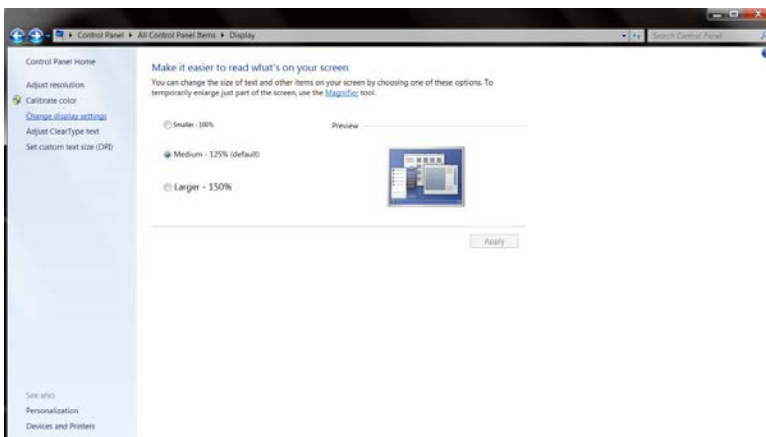 Control Panel ▸ All Control Panel Items ▸ Display
Search Control Panel
Control Panel Home
Adjust resolution
Calibrate color
Change display settings
Adjust ClearType text
Set custom text size (DPI)
See also
Personalization
Devices and Printers
Make it easier to read what's on your screen
You can change the size of text and other items on your screen by choosing one of these options. To
temporarily enlarge just part of the screen, use the Magnifier tool.
Smaller - 100%
Preview
Medium - 125% (default)
Larger - 150%
Apply